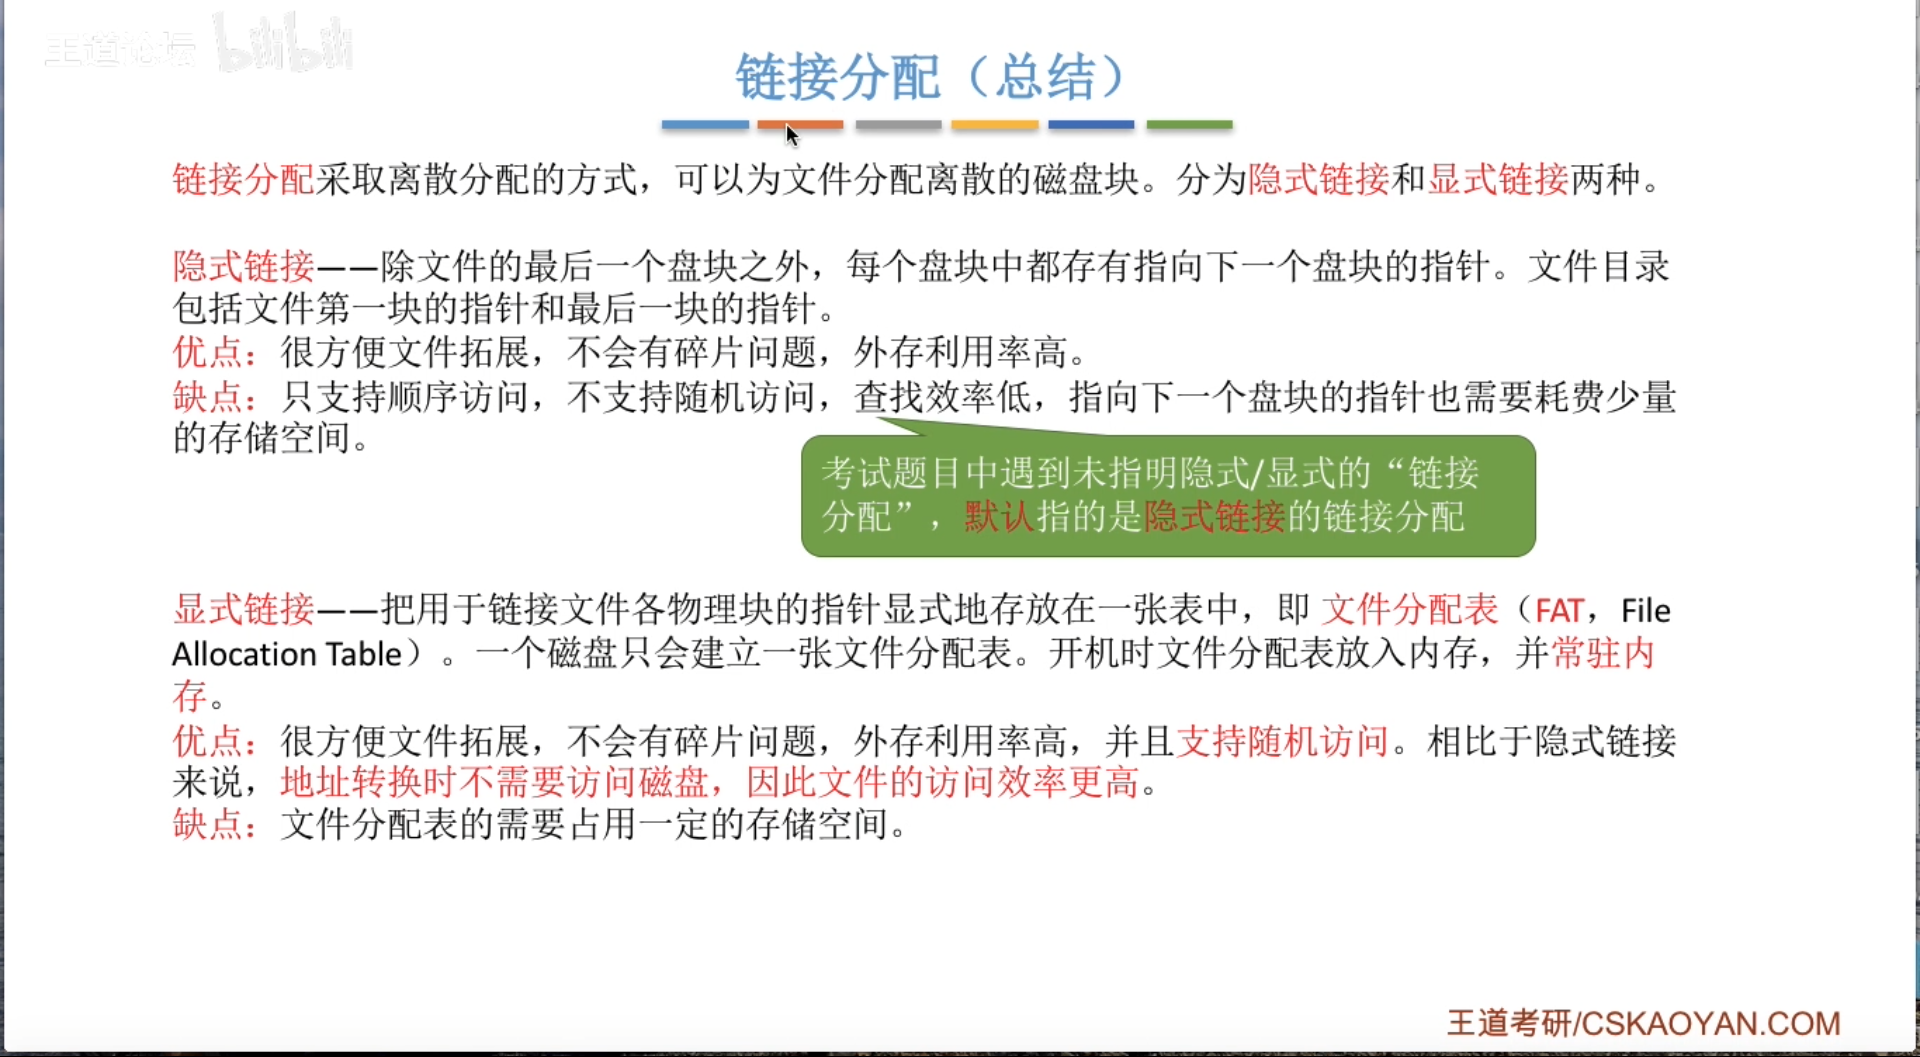 王道论坛 bilibili
链接分配（总结）
链接分配采取离散分配的方式，可以为文件分配离散的磁盘块。分为隐式链接和显式链接两种。
隐式链接——除文件的最后一个盘块之外，每个盘块中都存有指向下一个盘块的指针。文件目录
包括文件第一块的指针和最后一块的指针。
优点：很方便文件拓展，不会有碎片问题，外存利用率高。
缺点：只支持顺序访问，不支持随机访问，查找效率低，指向下一个盘块的指针也需要耗费少量
的存储空间。
考试题目中遇到未指明隐式/显式的“链接
分配”，默认指的是隐式链接的链接分配
显式链接——把用于链接文件各物理块的指针显式地存放在一张表中，即 文件分配表（FAT，File
Allocation Table）。一个磁盘只会建立一张文件分配表。开机时文件分配表放入内存，并常驻内
存。
优点：很方便文件拓展，不会有碎片问题，外存利用率高，并且支持随机访问。相比于隐式链接
来说，地址转换时不需要访问磁盘，因此文件的访问效率更高。
缺点：文件分配表的需要占用一定的存储空间。
王道考研/CSKAOYAN.COM